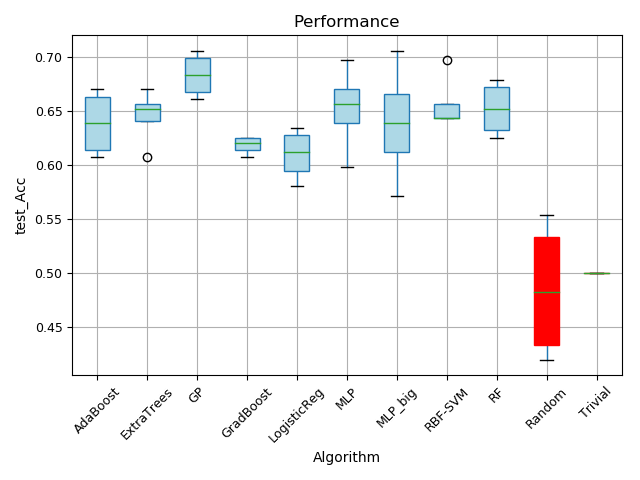 Performance
test_Acc
0.70
0.65
0.60
0.55
0.50
0.45
AdaBoost
ExtraTrees
GP
GradBoost
LogisticReg
MLP
MLP_big
RBF-SVM
RF
Random
Trivial
Algorithm